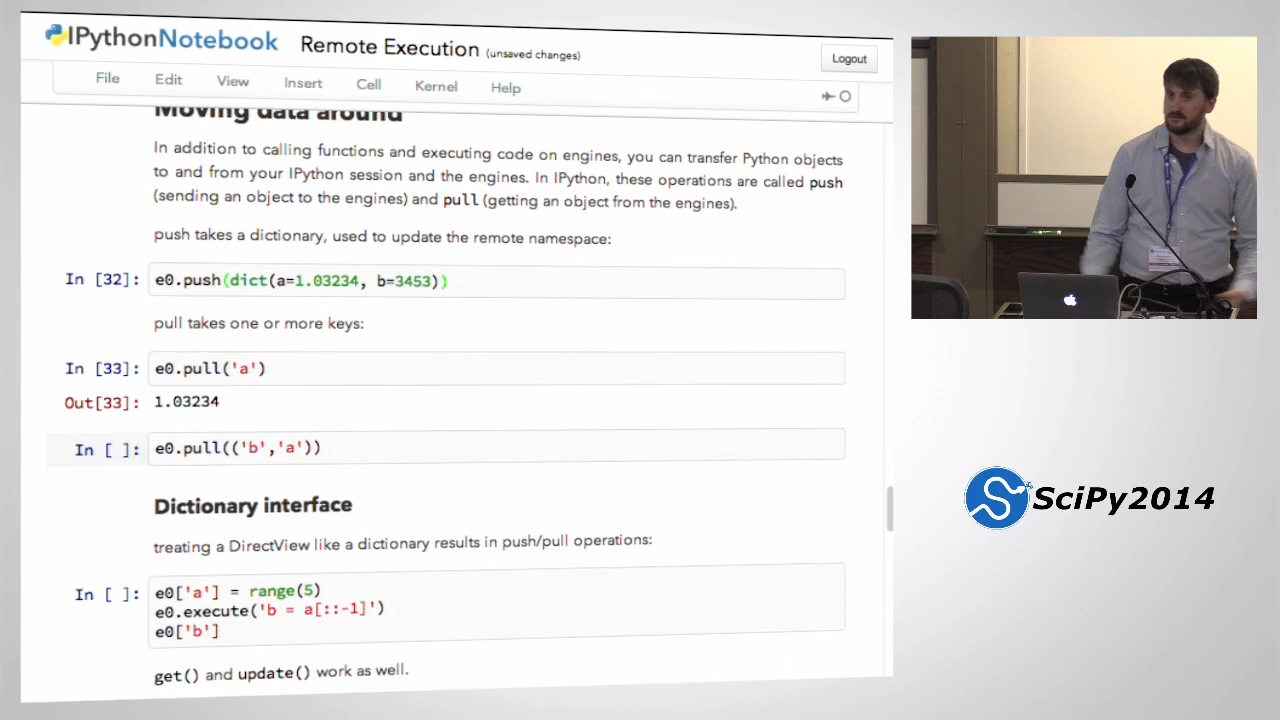 IPythonNotebook Remote Execution (unsaved changes) Logout
File Edit View Insert Cell Kernel Help
Moving data around
In addition to calling functions and executing code on engines, you can transfer Python objects
to and from your IPython session and the engines. In IPython, these operations are called push
(sending an object to the engines) and pull (getting an object from the engines).
push takes a dictionary, used to update the remote namespace:
In [32]: e0.push(dict(a=1.03234, b=3453))
pull takes one or more keys:
In [33]: e0.pull('a')
Out[33]: 1.03234
In [ ]: e0.pull(('b','a'))
Dictionary interface
treating a DirectView like a dictionary results in push/pull operations:
In [ ]: e0['a'] = range(5)
e0.execute('b = a[::-1]')
e0['b']
get() and update() work as well.
SciPy2014